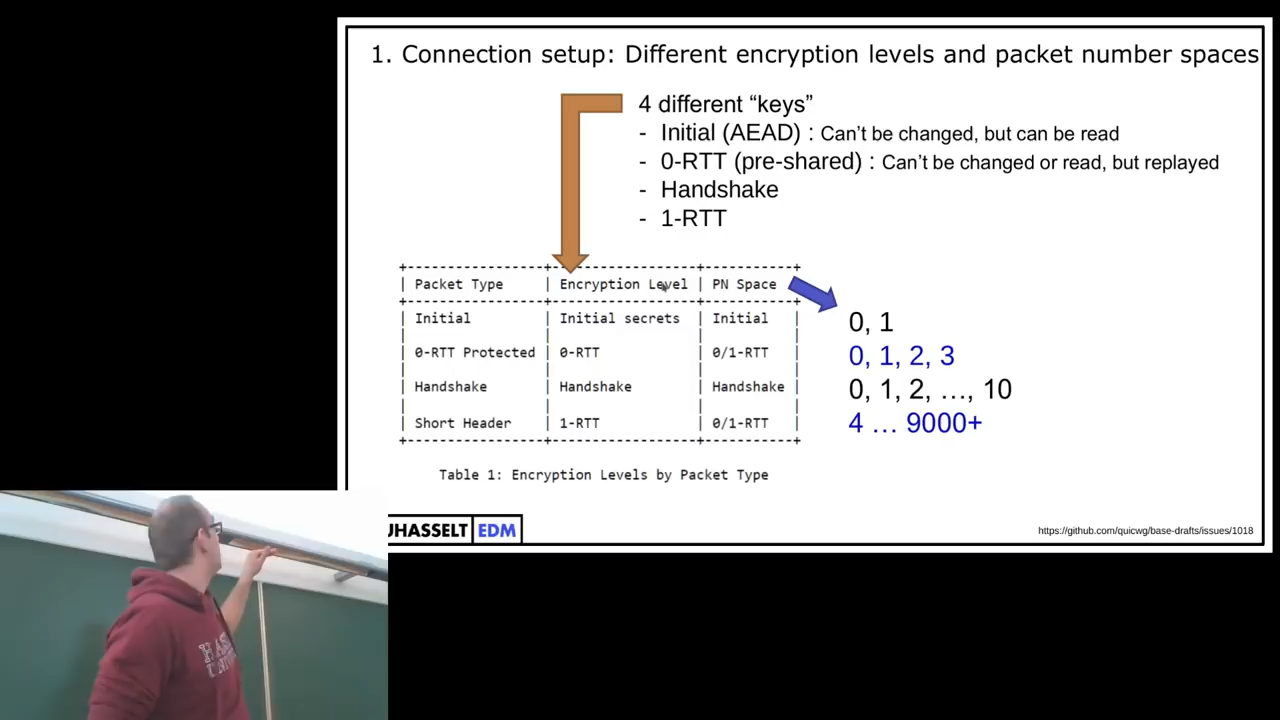 1. Connection setup: Different encryption levels and packet number spaces
4 different “keys”
- Initial (AEAD) : Can’t be changed, but can be read
- 0-RTT (pre-shared) : Can’t be changed or read, but replayed
- Handshake
- 1-RTT
+------------------+------------------+-----------+
| Packet Type | Encryption Level | PN Space |
+------------------+------------------+-----------+
| Initial | Initial secrets | Initial |
| 0-RTT Protected | 0-RTT | 0/1-RTT |
| Handshake | Handshake | Handshake |
| Short Header | 1-RTT | 0/1-RTT |
+------------------+------------------+-----------+
0, 1
0, 1, 2, 3
0, 1, 2, …, 10
4 … 9000+
Table 1: Encryption Levels by Packet Type
UHASSELT EDM
https://github.com/quicwg/base-drafts/issues/1018